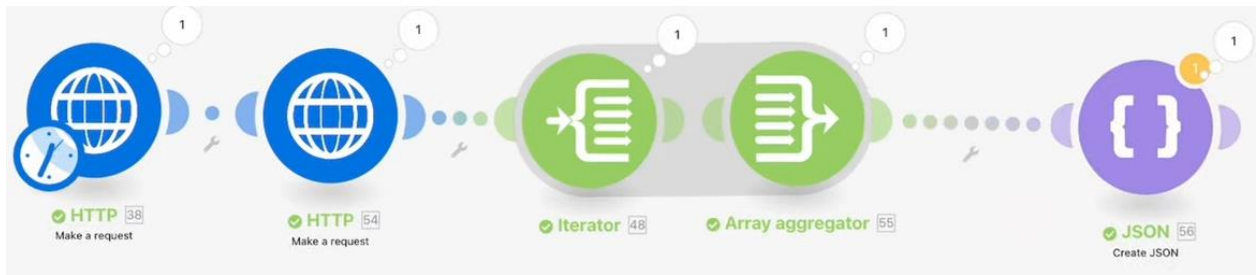 1
1
1
1
1
1
HTTP 38
Make a request
HTTP 54
Make a request
Iterator 48
Array aggregator 55
JSON 56
Create JSON